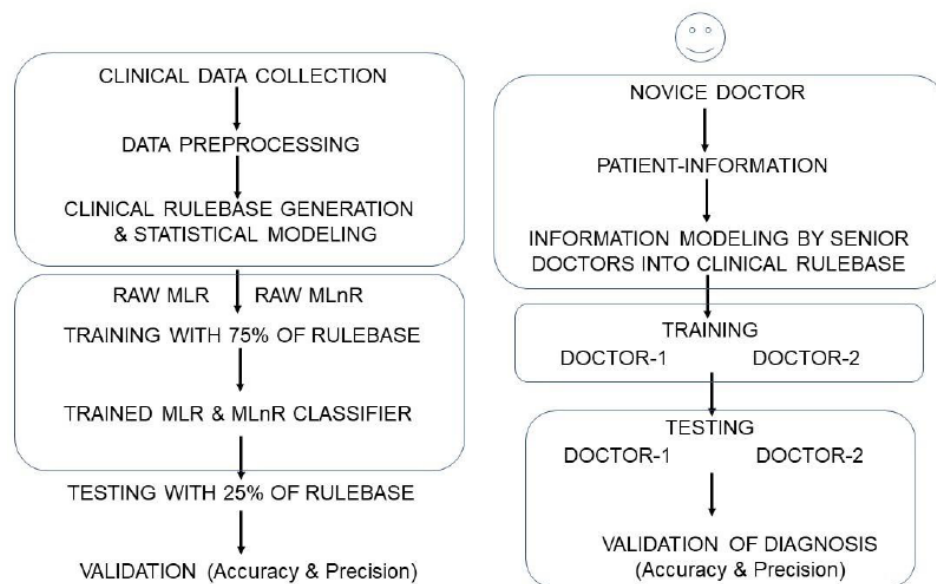 CLINICAL DATA COLLECTION
DATA PREPROCESSING
CLINICAL RULEBASE GENERATION
& STATISTICAL MODELING
RAW MLR RAW MLnR
TRAINING WITH 75% OF RULEBASE
TRAINED MLR & MLnR CLASSIFIER
TESTING WITH 25% OF RULEBASE
VALIDATION (Accuracy & Precision)
NOVICE DOCTOR
PATIENT-INFORMATION
INFORMATION MODELING BY SENIOR
DOCTORS INTO CLINICAL RULEBASE
TRAINING
DOCTOR-1 DOCTOR-2
TESTING
DOCTOR-1 DOCTOR-2
VALIDATION OF DIAGNOSIS
(Accuracy & Precision)